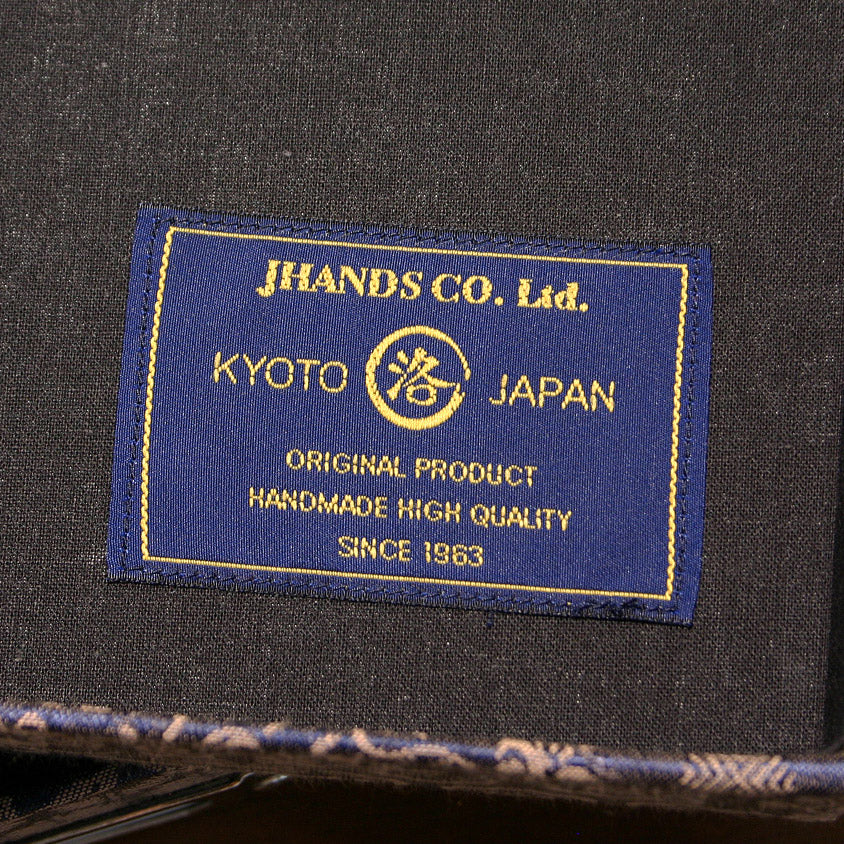 JHANDS CO. Ltd.
KYOTO 洛 JAPAN
ORIGINAL PRODUCT
HANDMADE HIGH QUALITY
SINCE 1963